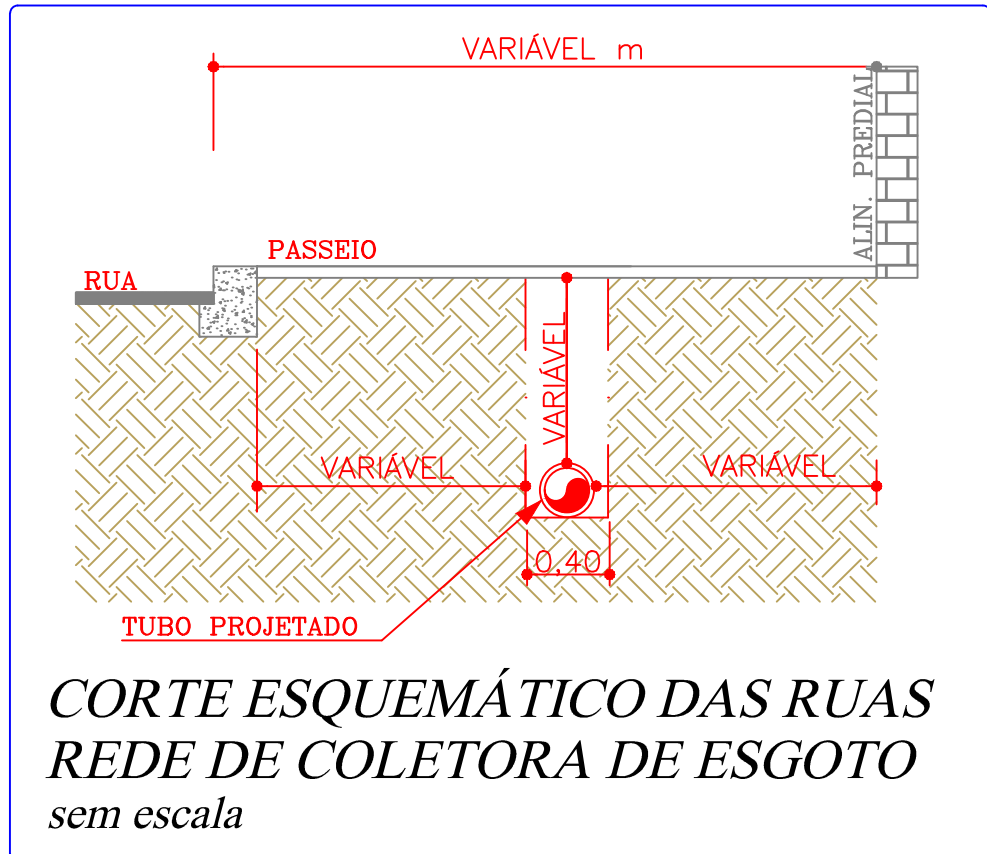 VARIÁVEL m
ALIN. PREDIAL
PASSEIO
RUA
VARIÁVEL
VARIÁVEL
VARIÁVEL
0,40
TUBO PROJETADO
CORTE ESQUEMÁTICO DAS RUAS
REDE DE COLETORA DE ESGOTO
sem escala